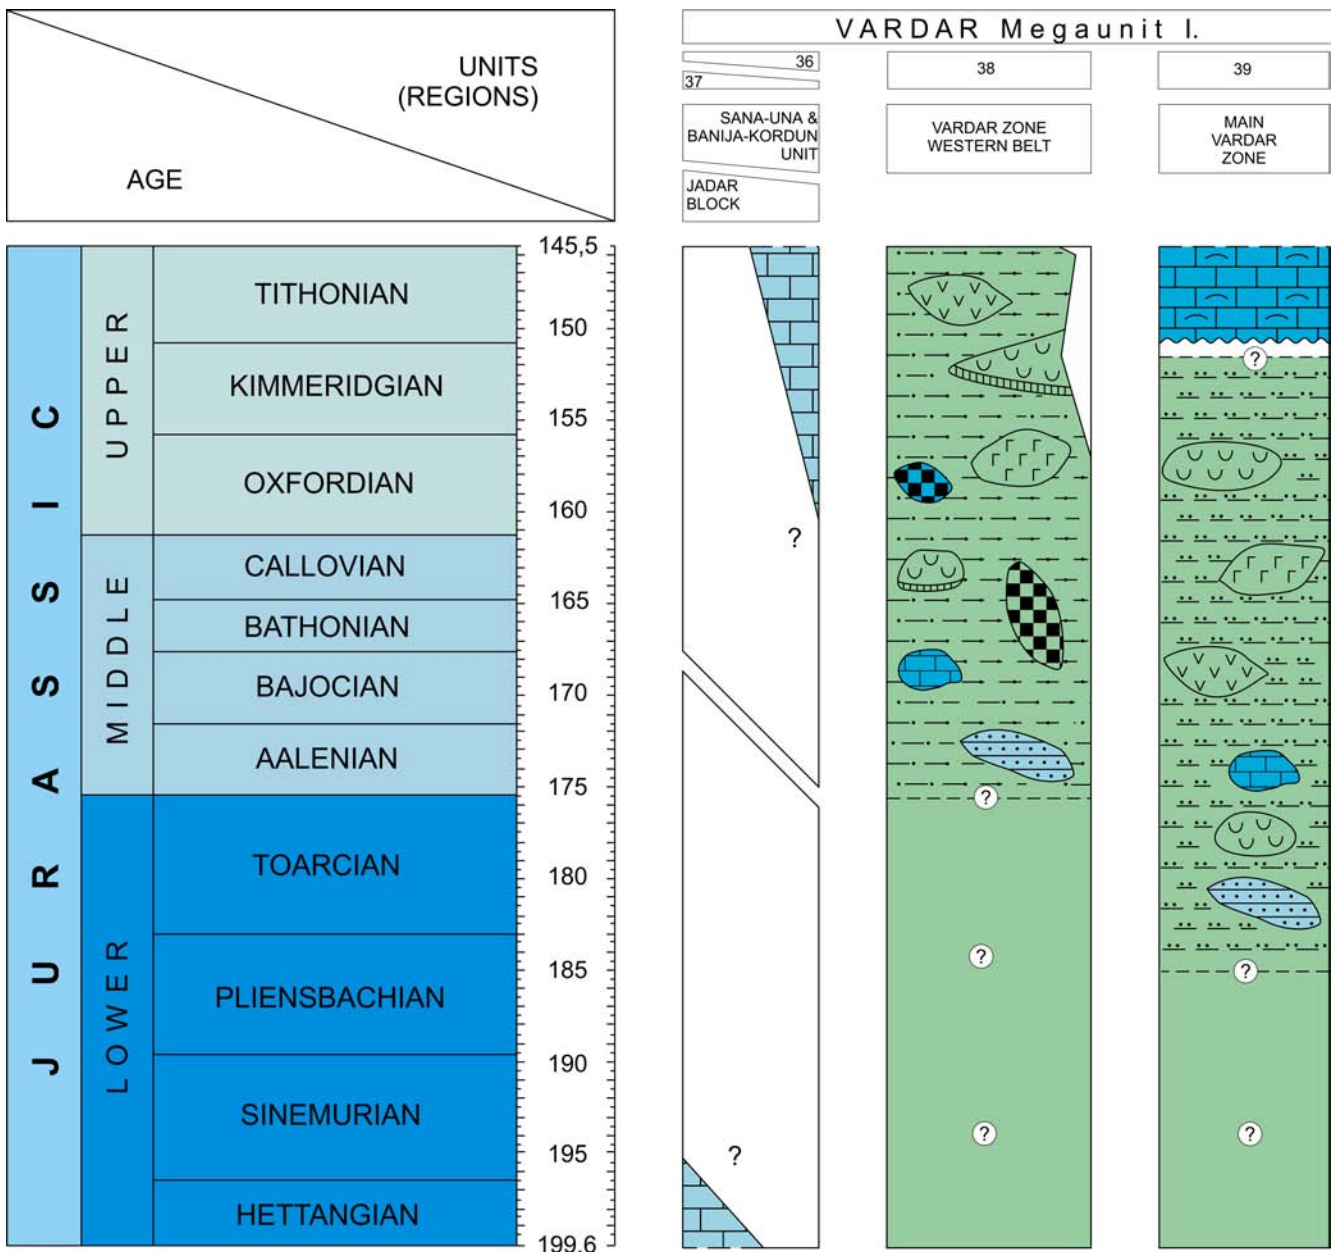 VARDAR Megaunit I.
UNITS
(REGIONS)
AGE
36
37
38
39
SANA-UNA &
BANIJA-KORDUN
UNIT
JADAR
BLOCK
VARDAR ZONE
WESTERN BELT
MAIN
VARDAR
ZONE
JURASSIC
UPPER
MIDDLE
LOWER
TITHONIAN
KIMMERIDGIAN
OXFORDIAN
CALLOVIAN
BATHONIAN
BAJOCIAN
AALENIAN
TOARCIAN
PLIENSBACHIAN
SINEMURIAN
HETTANGIAN
145,5
150
155
160
165
170
175
180
185
190
195
199,6
?
?
?
?
?
?
?
?